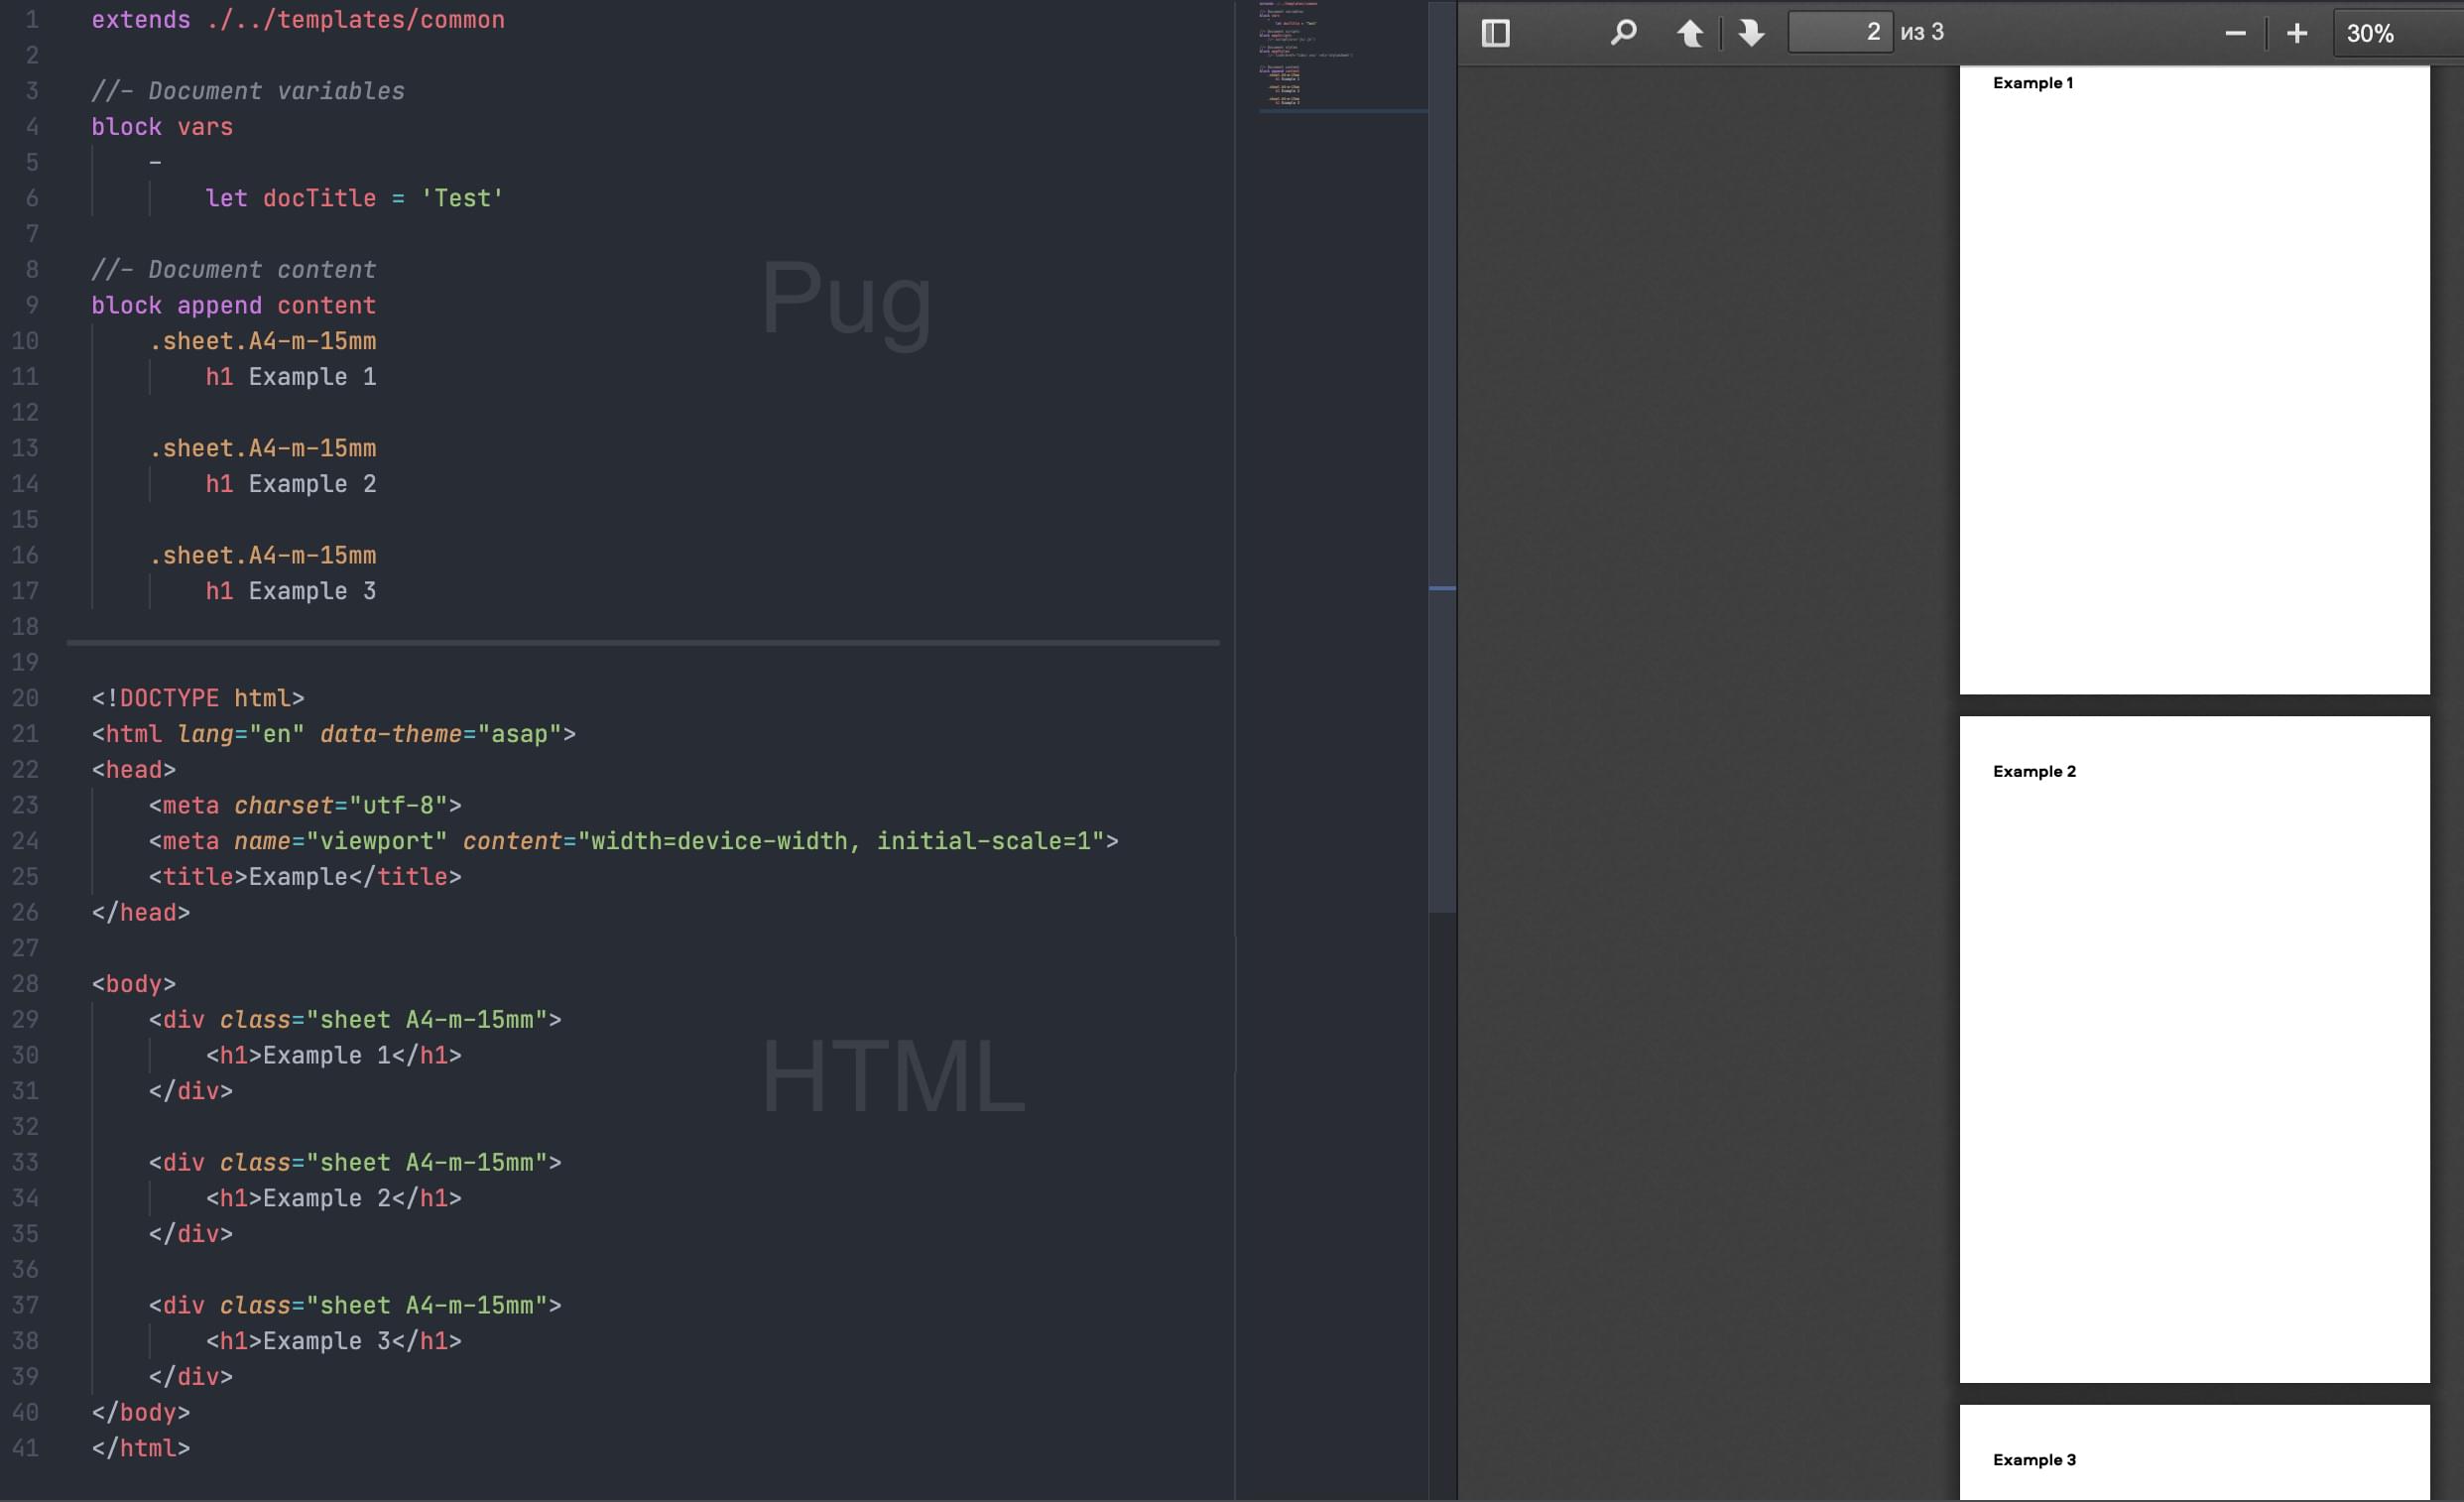 1 extends ./../templates/common
2
3 //- Document variables
4 block vars
5 -
6 let docTitle = 'Test'
7
8 //- Document content
9 block append content
10 .sheet.A4-m-15mm
11 h1 Example 1
12
13 .sheet.A4-m-15mm
14 h1 Example 2
15
16 .sheet.A4-m-15mm
17 h1 Example 3
18
Pug
19
20 <!DOCTYPE html>
21 <html lang="en" data-theme="asap">
22 <head>
23 <meta charset="utf-8">
24 <meta name="viewport" content="width=device-width, initial-scale=1">
25 <title>Example</title>
26 </head>
27
28 <body>
29 <div class="sheet A4-m-15mm">
30 <h1>Example 1</h1>
31 </div>
32
33 <div class="sheet A4-m-15mm">
34 <h1>Example 2</h1>
35 </div>
36
37 <div class="sheet A4-m-15mm">
38 <h1>Example 3</h1>
39 </div>
40 </body>
41 </html>
HTML
2 из 3
30%
Example 1
Example 2
Example 3